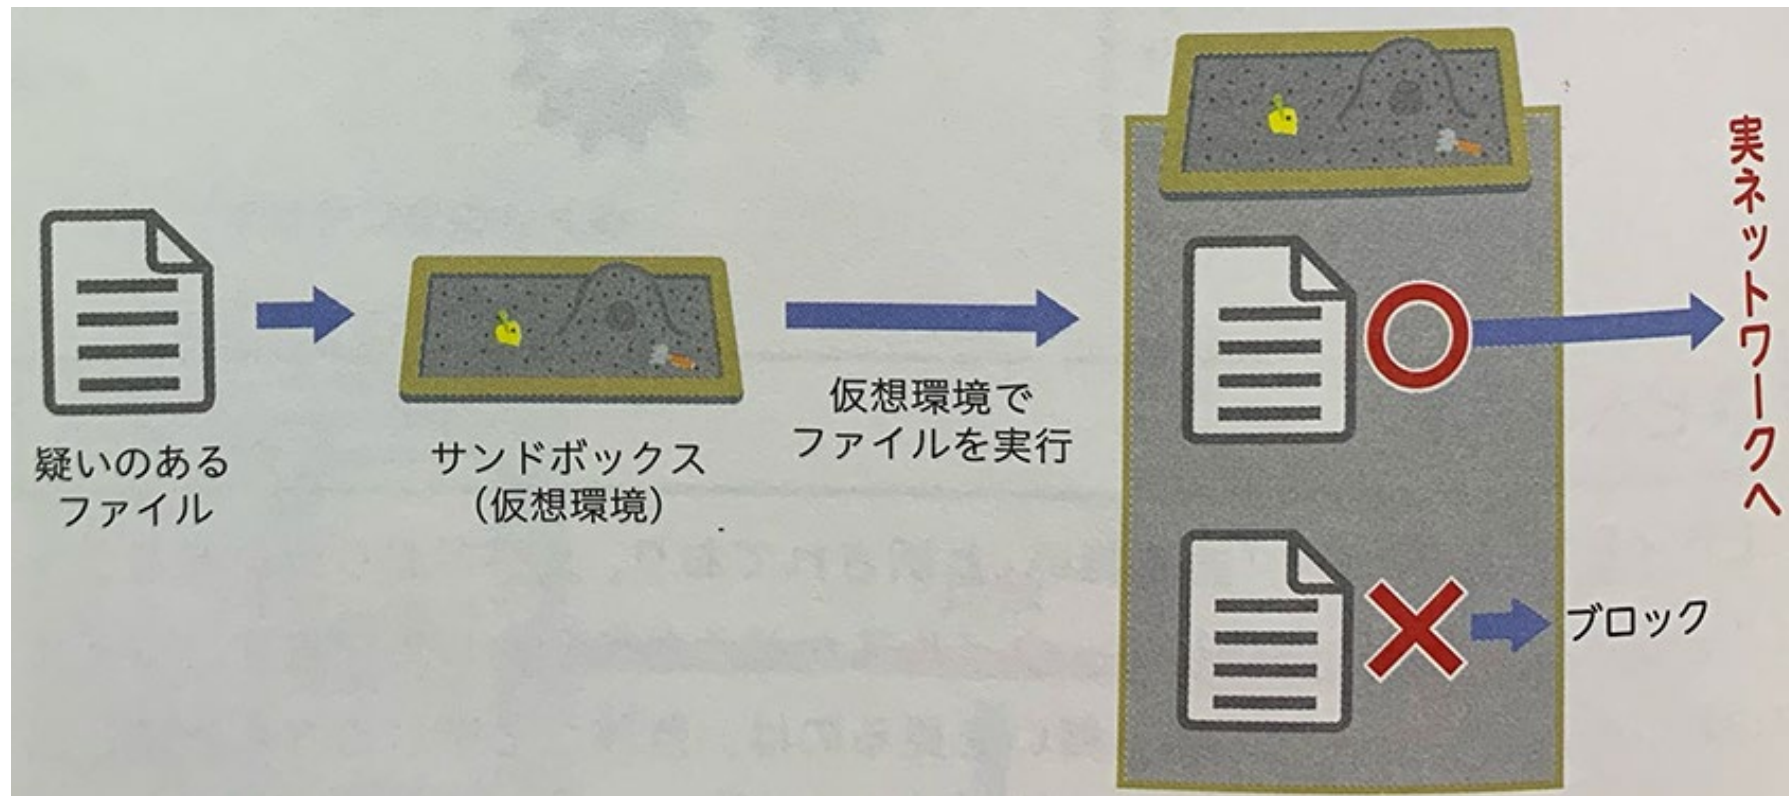 疑いのある
ファイル
サンドボックス
（仮想環境）
仮想環境で
ファイルを実行
実ネットワークへ
ブロック